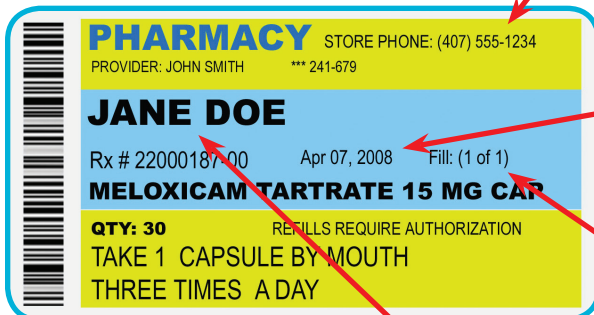 PHARMACY STORE PHONE: (407) 555-1234
PROVIDER: JOHN SMITH *** 241-679
JANE DOE
Rx # 22000187-00 Apr 07, 2008 Fill: (1 of 1)
MELOXICAM TARTRATE 15 MG CAP
QTY: 30 REFILLS REQUIRE AUTHORIZATION
TAKE 1 CAPSULE BY MOUTH
THREE TIMES A DAY